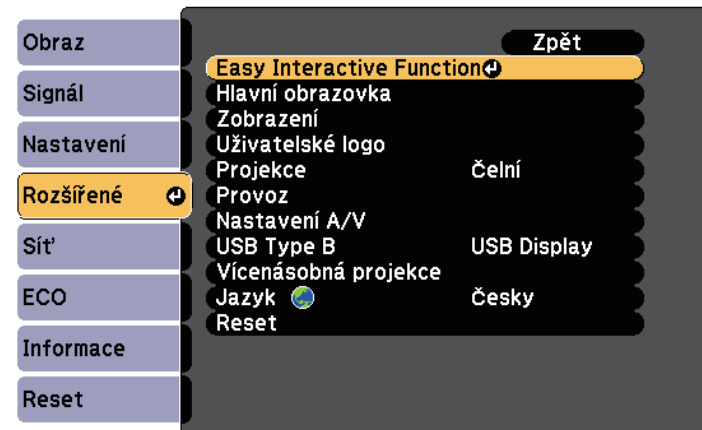 Obraz
Signál
Nastavení
Rozšířené
Síť
ECO
Informace
Reset
Zpět
Easy Interactive Function
Hlavní obrazovka
Zobrazení
Uživatelské logo
Projekce Čelní
Provoz
Nastavení A/V
USB Type B USB Display
Vícenásobná projekce
Jazyk Česky
Reset